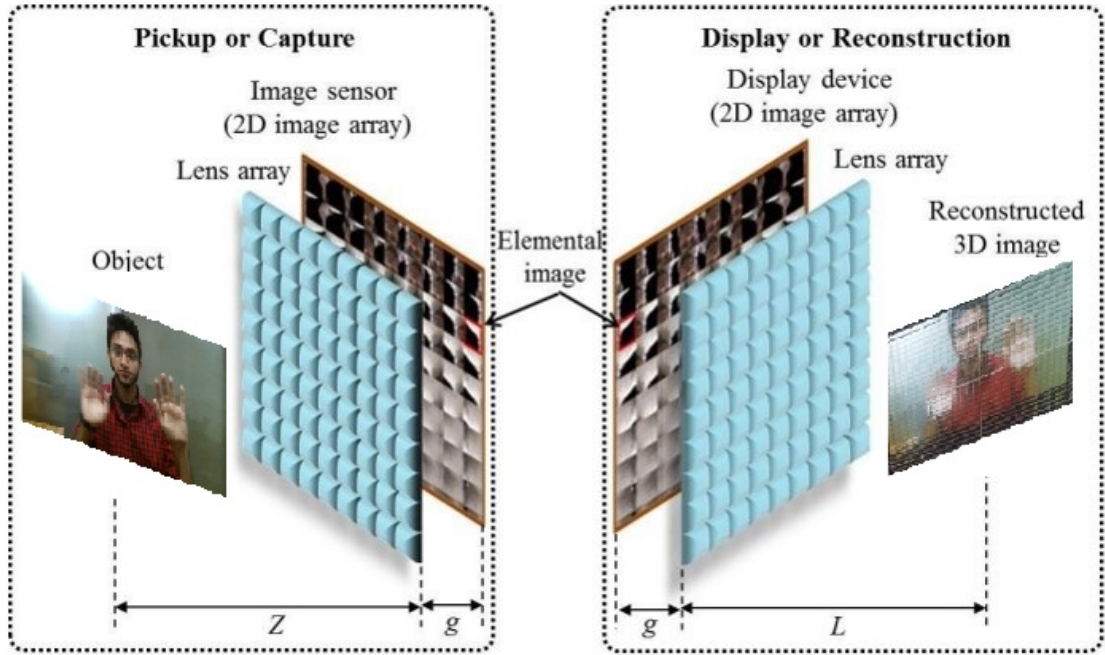 Pickup or Capture
Image sensor
(2D image array)
Lens array
Object
Z
g
Elemental
image
Display or Reconstruction
Display device
(2D image array)
Lens array
Reconstructed
3D image
g
L